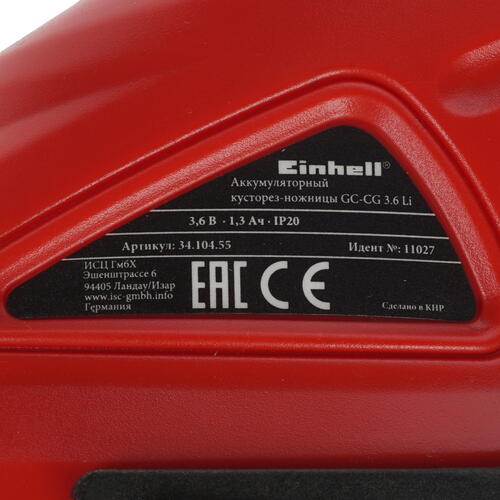 Einhell
Аккумуляторный
кусторез-ножницы GC-CG 3.6 Li
3,6 В · 1,3 Ач · IP20
Артикул: 34.104.55 Идент №: 11027
ИСЦ ГмбХ
Эшенштрассе 6
94405 Ландау/Изар
www.isc-gmbh.info
Германия
EAC CE
Сделано в КНР